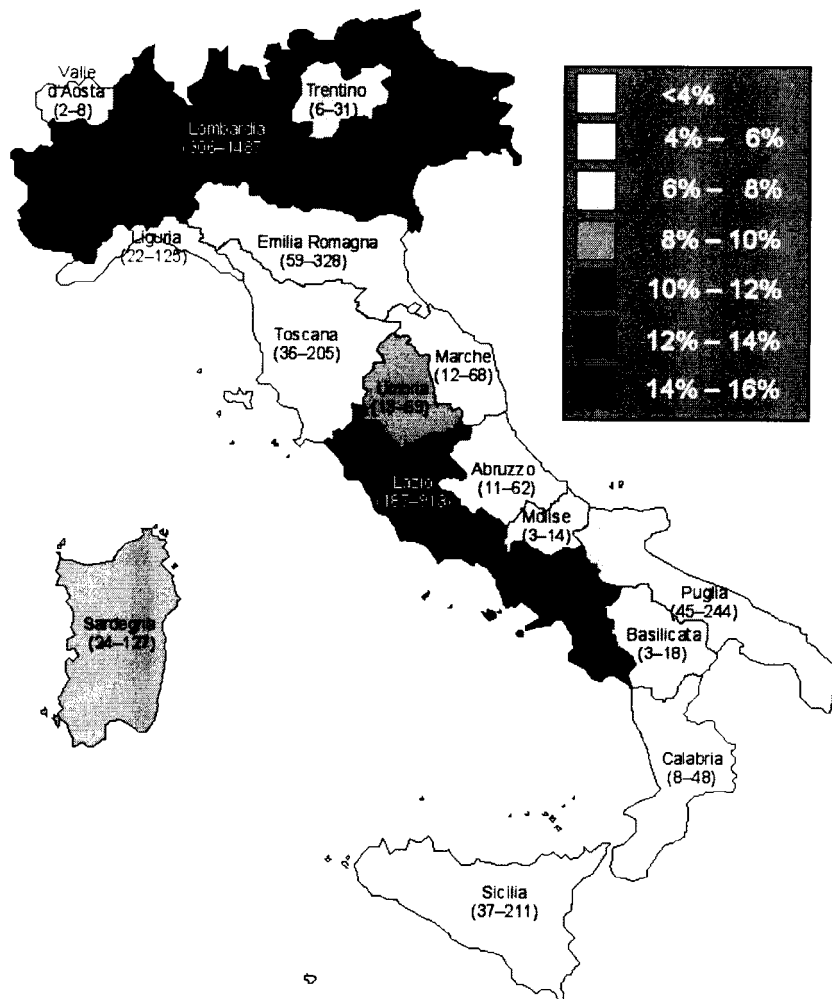 Valle
d'Aosta
(2–8)
Trentino
(6–31)
Lombardia
Liguria
(22–125)
Emilia Romagna
(59–328)
Toscana
(36–205)
Marche
(12–68)
Umbria
Lazio
Abruzzo
(11–62)
Molise
(3–14)
Puglia
(45–244)
Basilicata
(3–18)
Sardegna
(24–127)
Calabria
(8–48)
Sicilia
(37–211)
<4%
4% – 6%
6% – 8%
8% – 10%
10% – 12%
12% – 14%
14% – 16%